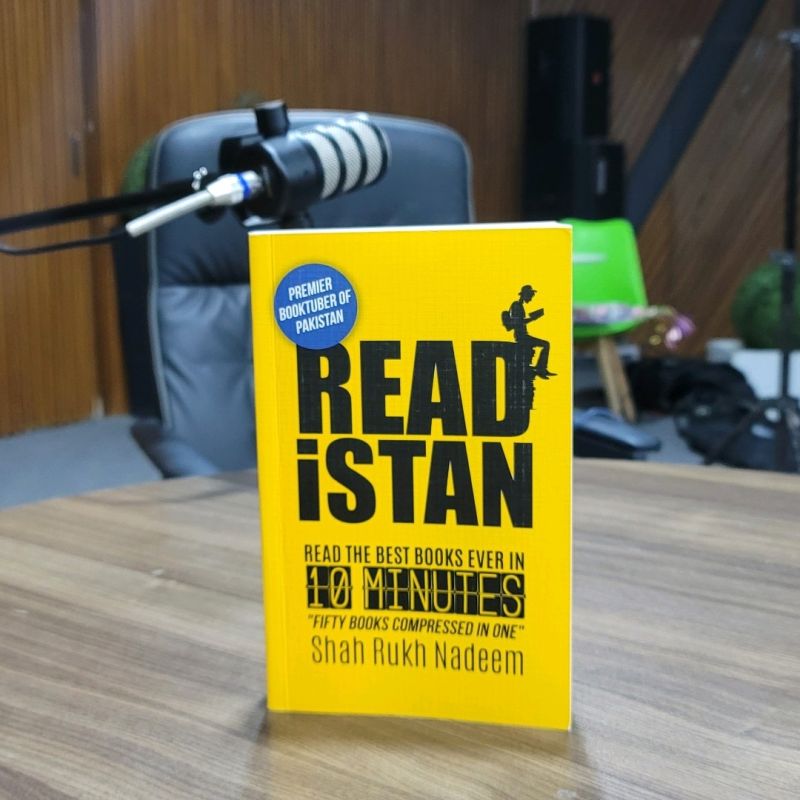 PREMIER
BOOKTUBER OF
PAKISTAN
READ
iSTAN
READ THE BEST BOOKS EVER IN
10 MINUTES
"FIFTY BOOKS COMPRESSED IN ONE"
Shah Rukh Nadeem